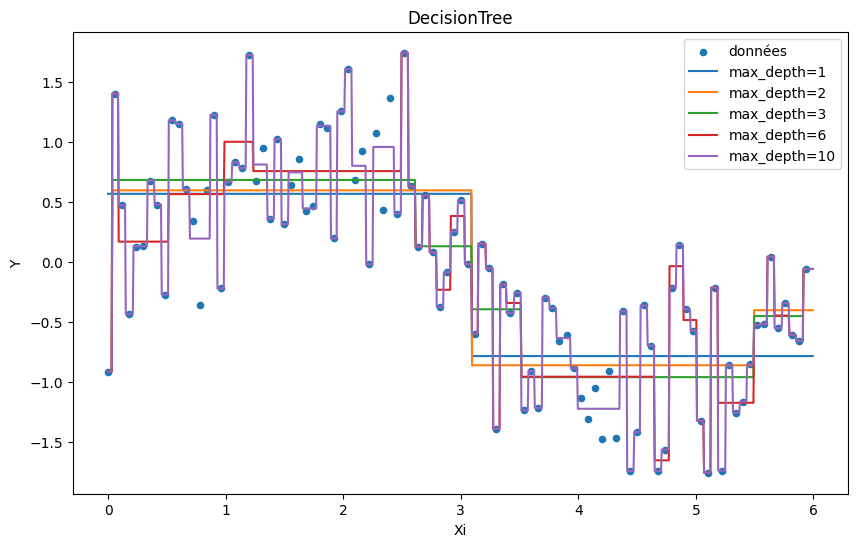 DecisionTree
données
max_depth=1
max_depth=2
max_depth=3
max_depth=6
max_depth=10
1.5
1.0
0.5
0.0
−0.5
−1.0
−1.5
Y
0 1 2 3 4 5 6
Xi